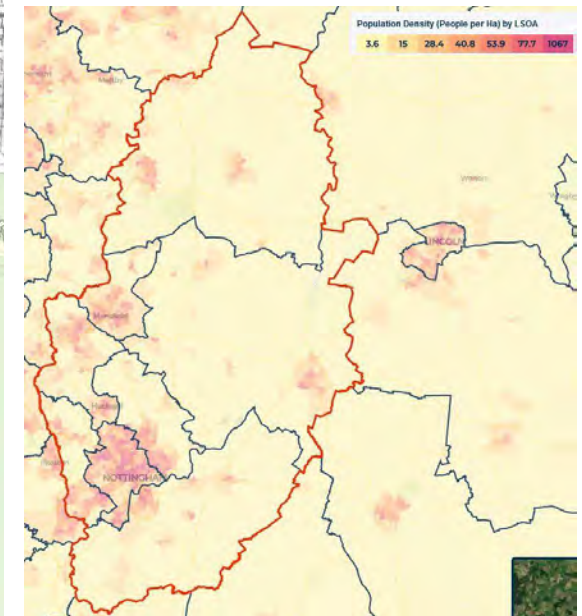 Population Density (People per Ha) by LSOA
3.6 15 28.4 40.8 53.9 77.7 1067
LINCOLN
Mansfield
Hucknall
NOTTINGHAM